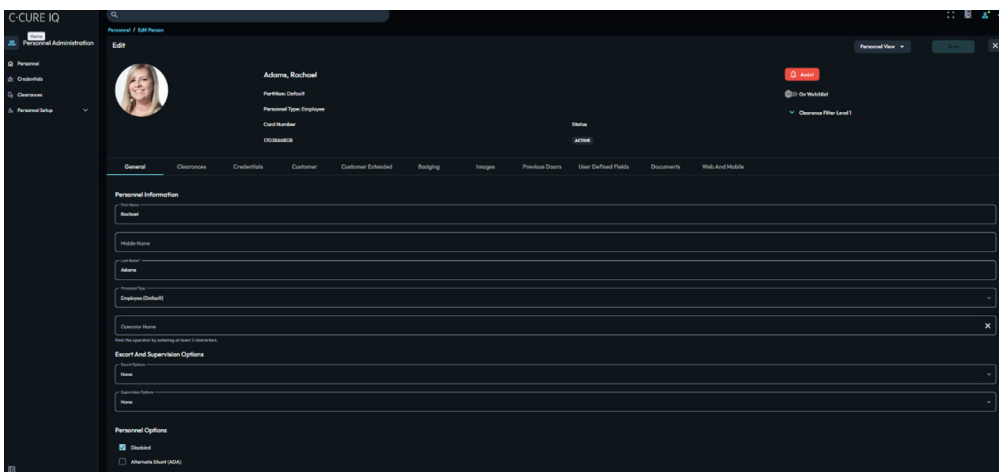 C•CURE IQ
Personnel / Edit Person
Home
Personnel Administration
Personnel
Credentials
Clearances
Personnel Setup
Edit
Personnel View
Save
Adams, Rachael
Partition: Default
Personnel Type: Employee
Card Number
Status
1703866808
ACTIVE
Assist
On Watchlist
Clearance Filter Level 1
General
Clearances
Credentials
Customer
Customer Extended
Badging
Images
Previous Doors
User Defined Fields
Documents
Web And Mobile
Personnel Information
First Name
Rachael
Middle Name
Last Name*
Adams
Personnel Type
Employee [Default]
Operator Name
Find the operator by entering at least 2 characters.
Escort And Supervision Options
Escort Options
None
Supervision Options
None
Personnel Options
Disabled
Alternate Shunt (ADA)